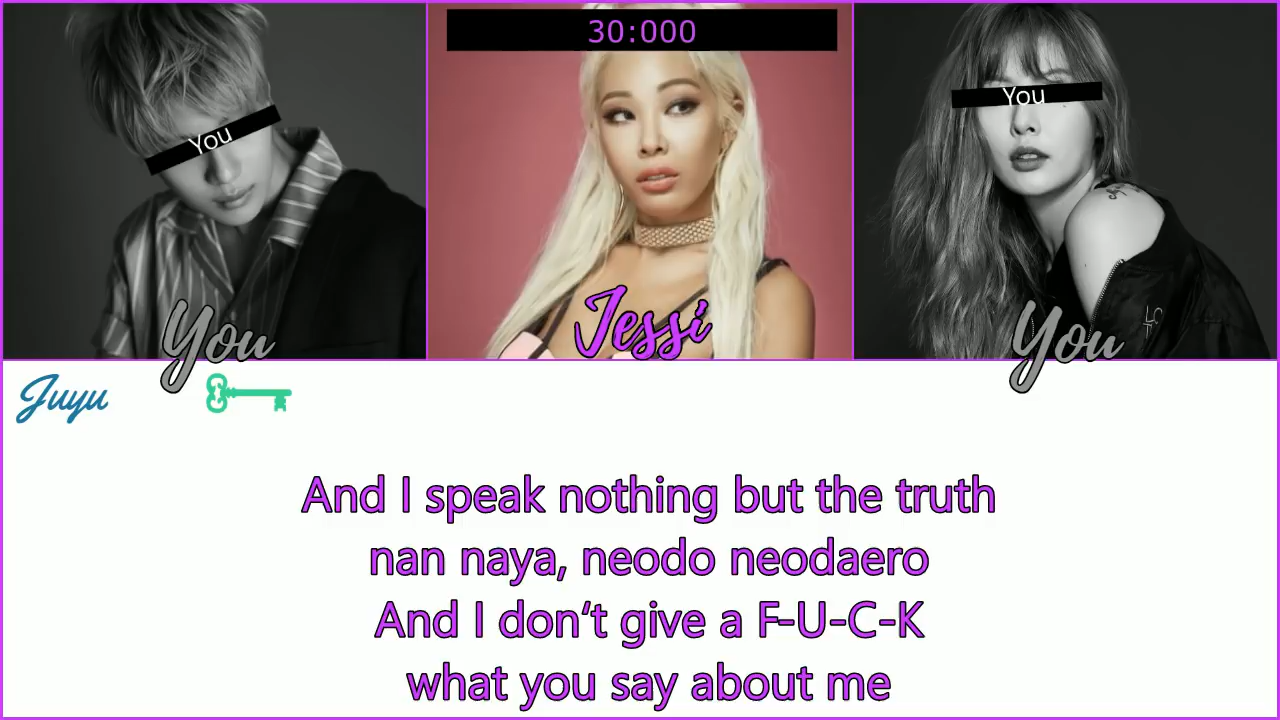 30:000
You
You
You
Jessi
You
Juyu
And I speak nothing but the truth
nan naya, neodo neodaero
And I don‘t give a F-U-C-K
what you say about me